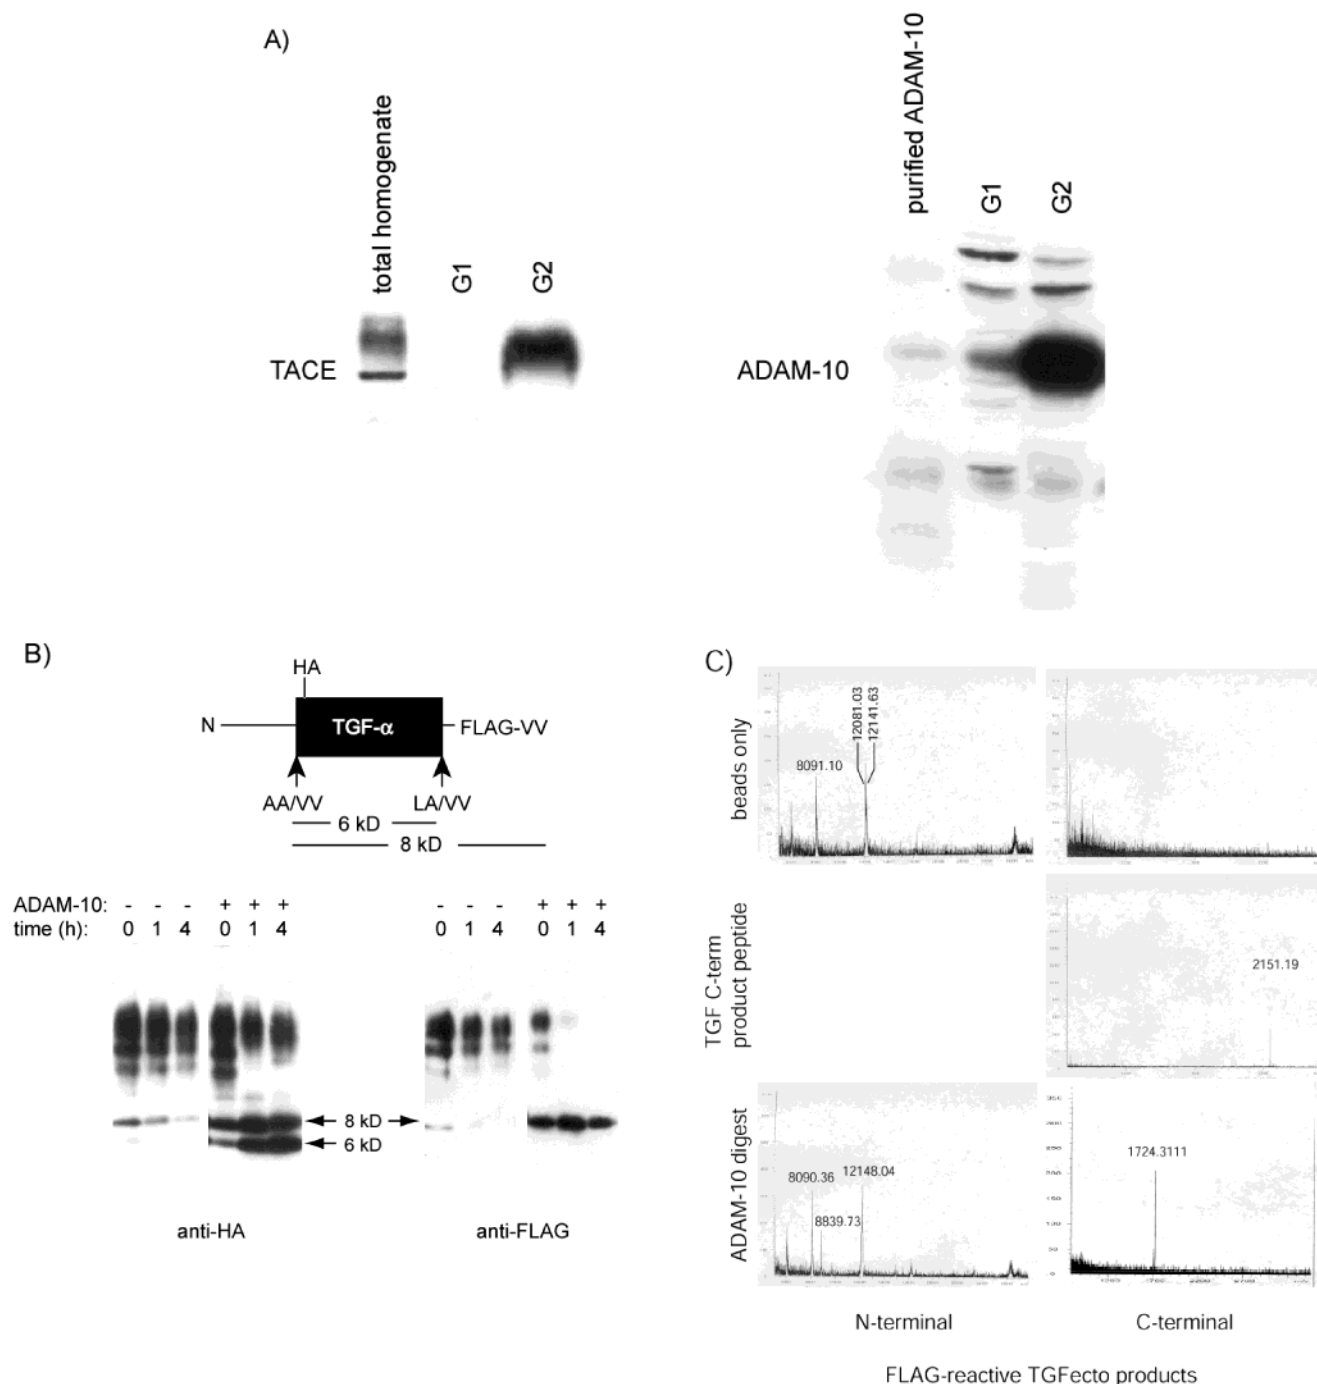 A)
total homogenate
G1
G2
TACE
purified ADAM-10
G1
G2
ADAM-10
B)
HA
N
TGF-α
FLAG-VV
AA/VV
LA/VV
6 kD
8 kD
ADAM-10: - - - + + + - - - + + +
time (h): 0 1 4 0 1 4 0 1 4 0 1 4
8 kD
6 kD
anti-HA
anti-FLAG
C)
beads only
8091.10
12081.03
12141.63
TGF C-term
product peptide
2151.19
ADAM-10 digest
8090.36
12148.04
8839.73
1724.3111
N-terminal
C-terminal
FLAG-reactive TGFecto products